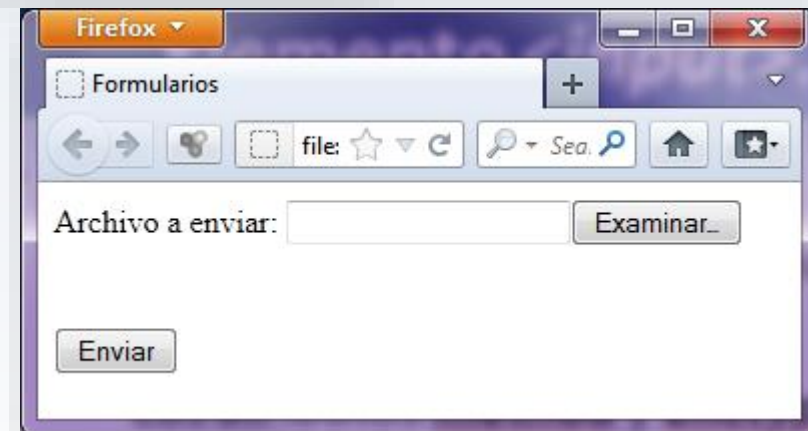 Firefox
Formularios
file:
Sea
Archivo a enviar:
Examinar...
Enviar